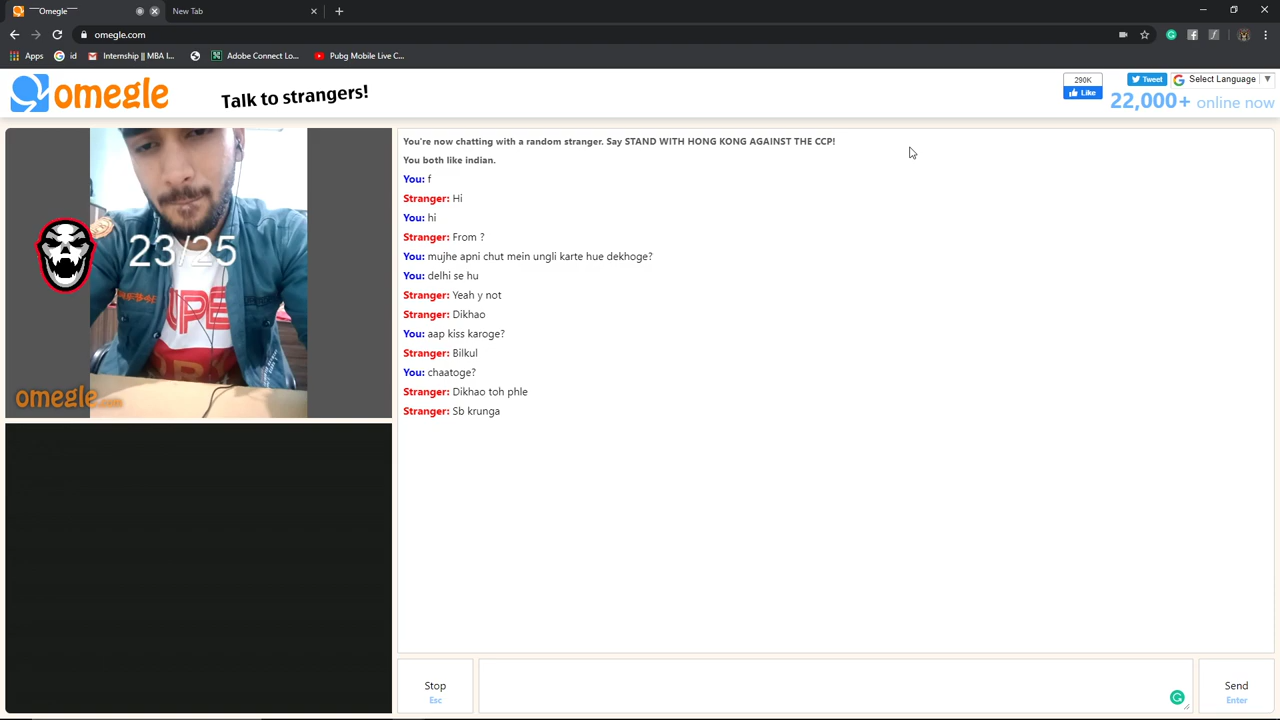 Omegle
New Tab
omegle.com
Apps
id
Internship || MBA I...
Adobe Connect Lo...
Pubg Mobile Live C...
omegle
Talk to strangers!
290K
Like
Tweet
Select Language
22,000+ online now
23/25
omegle
You're now chatting with a random stranger. Say STAND WITH HONG KONG AGAINST THE CCP!
You both like indian.
You: f
Stranger: Hi
You: hi
Stranger: From ?
You: mujhe apni chut mein ungli karte hue dekhoge?
You: delhi se hu
Stranger: Yeah y not
Stranger: Dikhao
You: aap kiss karoge?
Stranger: Bilkul
You: chaatoge?
Stranger: Dikhao toh phle
Stranger: Sb krunga
Stop
Esc
Send
Enter